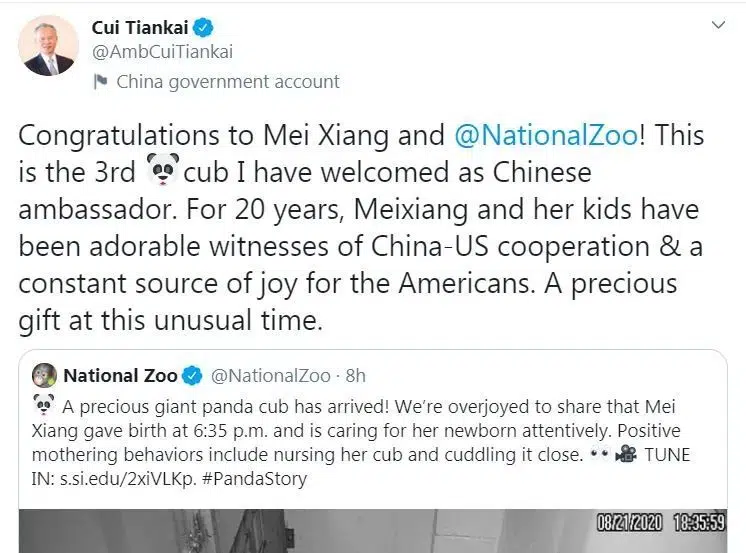 Cui Tiankai
@AmbCuiTiankai
China government account
Congratulations to Mei Xiang and @NationalZoo! This
is the 3rd 🐼 cub I have welcomed as Chinese
ambassador. For 20 years, Meixiang and her kids have
been adorable witnesses of China-US cooperation & a
constant source of joy for the Americans. A precious
gift at this unusual time.
National Zoo @NationalZoo · 8h
🐼 A precious giant panda cub has arrived! We're overjoyed to share that Mei
Xiang gave birth at 6:35 p.m. and is caring for her newborn attentively. Positive
mothering behaviors include nursing her cub and cuddling it close. 👀 🎥 TUNE
IN: s.si.edu/2xiVLKp. #PandaStory
08/21/2020 18:35:59